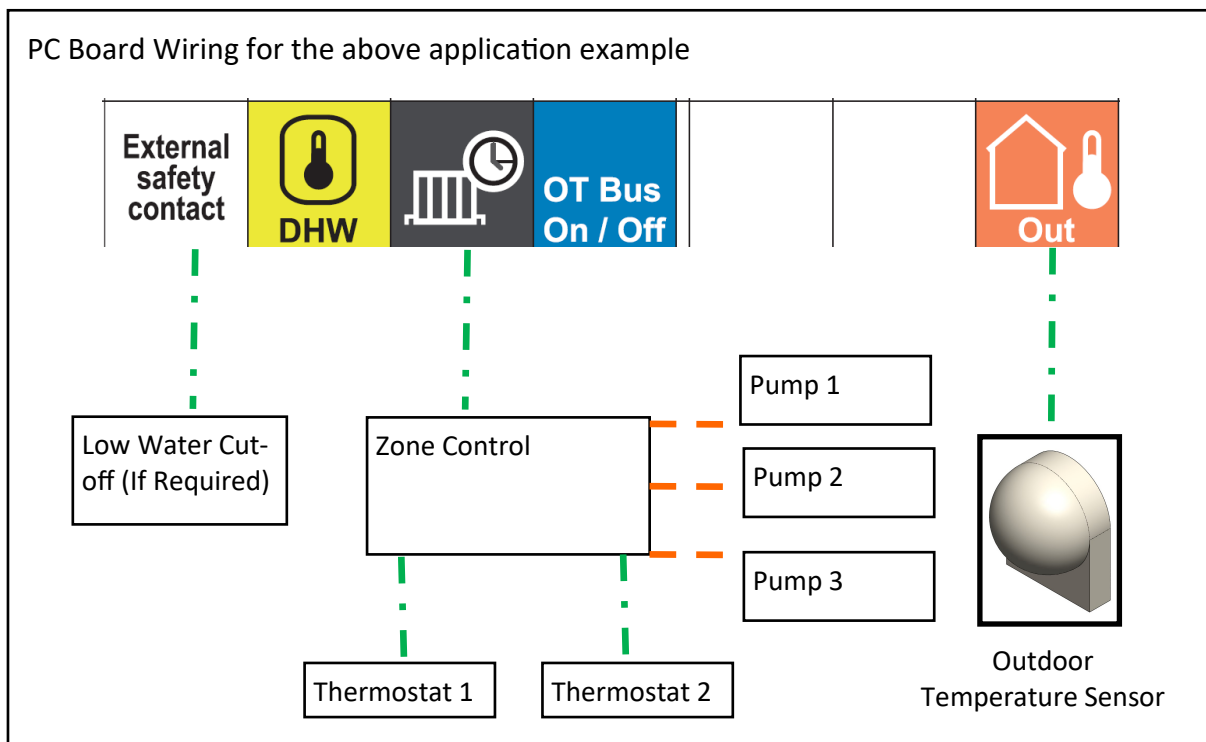 PC Board Wiring for the above application example
External
safety
contact
DHW
OT Bus
On / Off
Out
Low Water Cut-
off (If Required)
Zone Control
Pump 1
Pump 2
Pump 3
Thermostat 1
Thermostat 2
Outdoor
Temperature Sensor